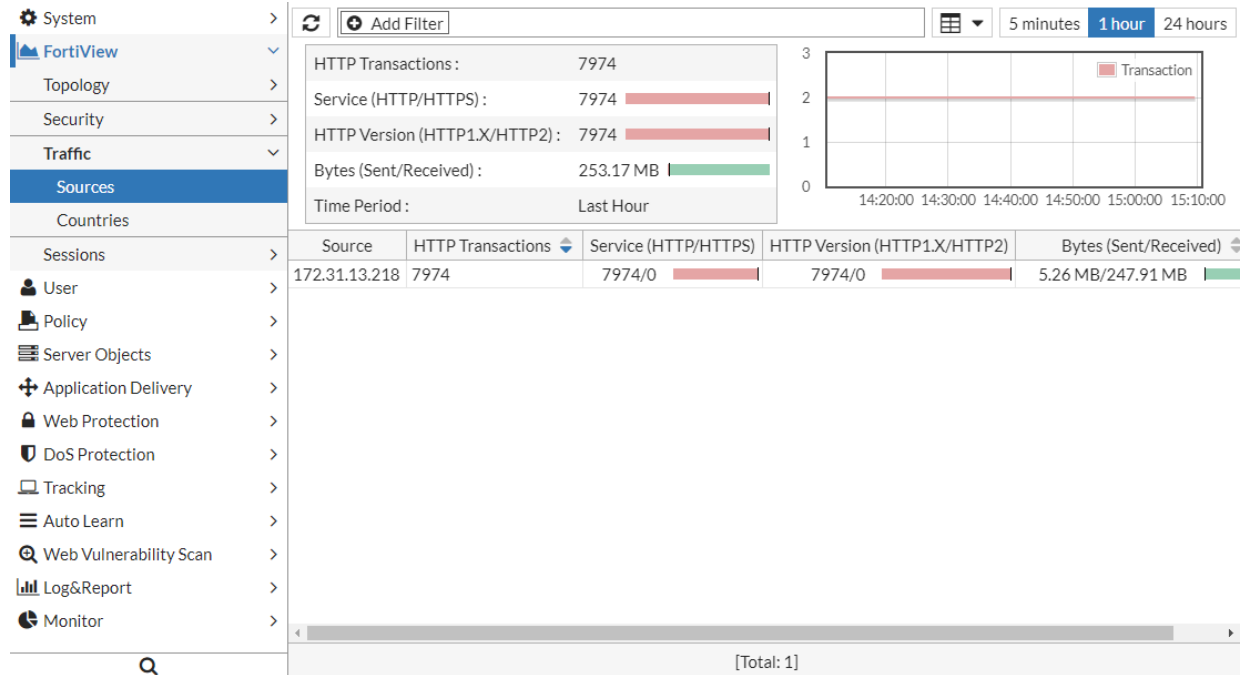 System
FortiView
Topology
Security
Traffic
Sources
Countries
Sessions
User
Policy
Server Objects
Application Delivery
Web Protection
DoS Protection
Tracking
Auto Learn
Web Vulnerability Scan
Log&Report
Monitor
Add Filter
5 minutes 1 hour 24 hours
HTTP Transactions : 7974
Service (HTTP/HTTPS) : 7974
HTTP Version (HTTP1.X/HTTP2) : 7974
Bytes (Sent/Received) : 253.17 MB
Time Period : Last Hour
3
2
1
0
Transaction
14:20:00 14:30:00 14:40:00 14:50:00 15:00:00 15:10:00
Source HTTP Transactions Service (HTTP/HTTPS) HTTP Version (HTTP1.X/HTTP2) Bytes (Sent/Received)
172.31.13.218 7974 7974/0 7974/0 5.26 MB/247.91 MB
[Total: 1]